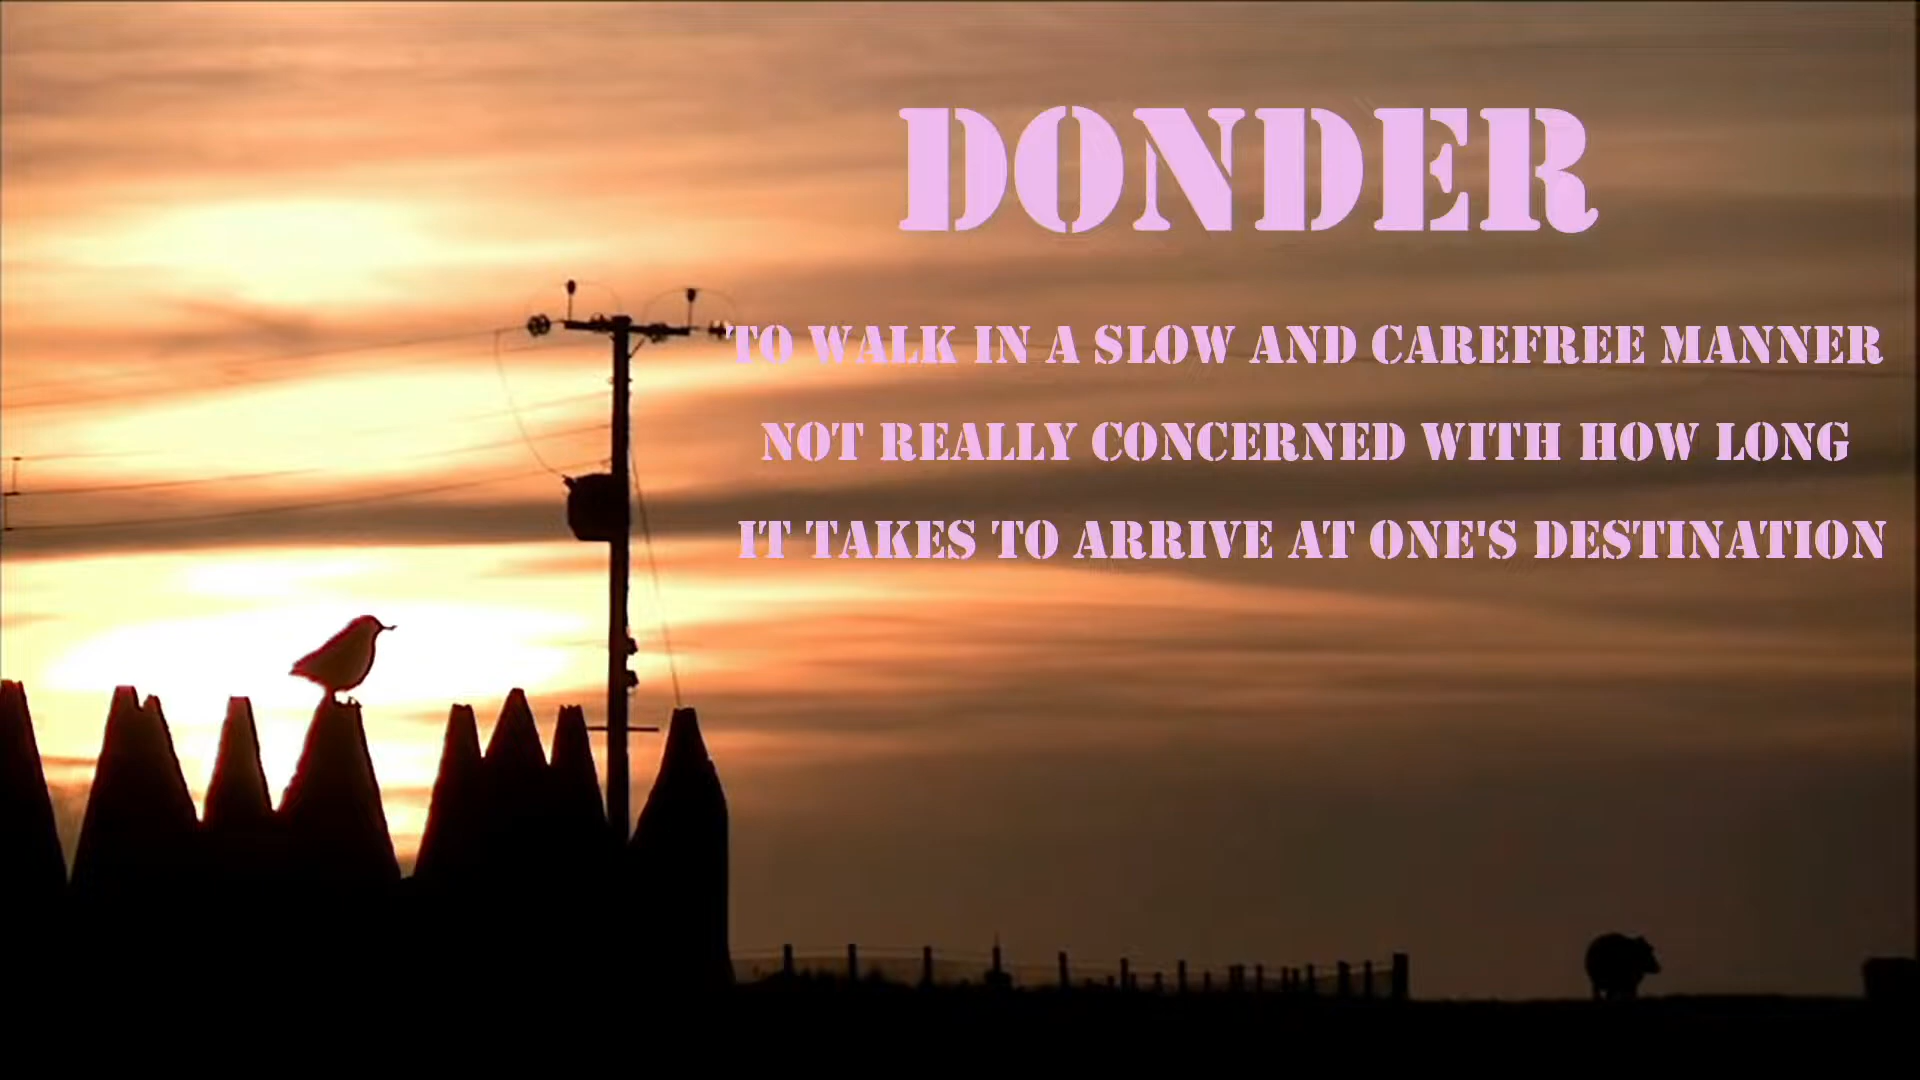 DONDER
TO WALK IN A SLOW AND CAREFREE MANNER
NOT REALLY CONCERNED WITH HOW LONG
IT TAKES TO ARRIVE AT ONE'S DESTINATION